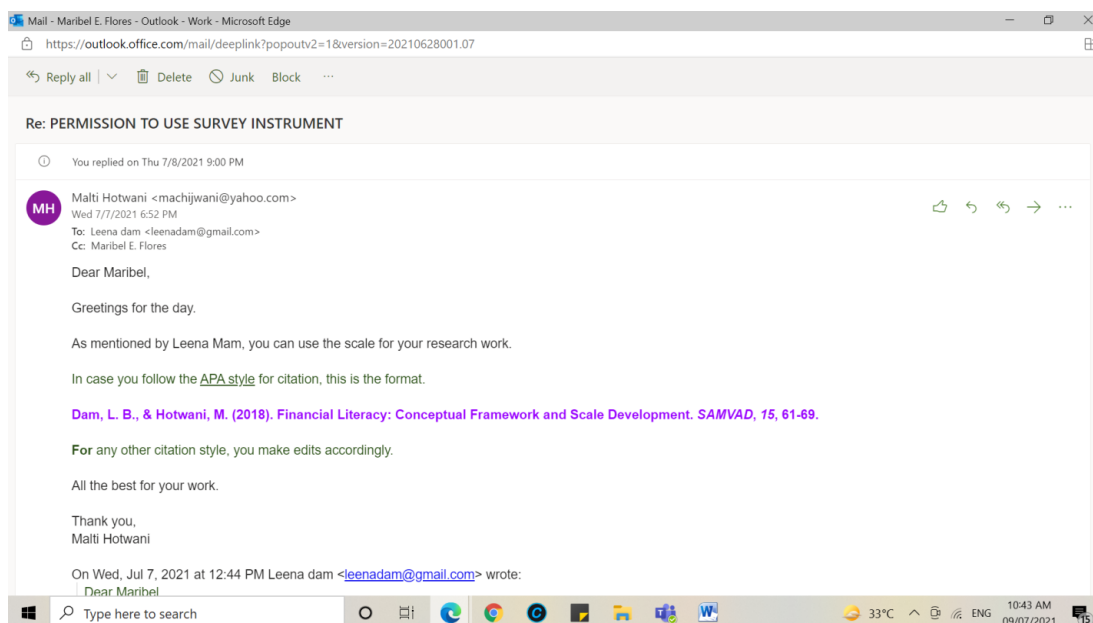 Mail - Maribel E. Flores - Outlook - Work - Microsoft Edge
https://outlook.office.com/mail/deeplink?popoutv2=1&version=20210628001.07
Reply all Delete Junk Block ...
Re: PERMISSION TO USE SURVEY INSTRUMENT
You replied on Thu 7/8/2021 9:00 PM
MH
Malti Hotwani <machijwani@yahoo.com>
Wed 7/7/2021 6:52 PM
To: Leena dam <leenadam@gmail.com>
Cc: Maribel E. Flores
Dear Maribel,
Greetings for the day.
As mentioned by Leena Mam, you can use the scale for your research work.
In case you follow the APA style for citation, this is the format.
Dam, L. B., & Hotwani, M. (2018). Financial Literacy: Conceptual Framework and Scale Development. SAMVAD, 15, 61-69.
For any other citation style, you make edits accordingly.
All the best for your work.
Thank you,
Malti Hotwani
On Wed, Jul 7, 2021 at 12:44 PM Leena dam <leenadam@gmail.com> wrote:
Dear Maribel
Type here to search
33°C ENG
10:43 AM
09/07/2021
15